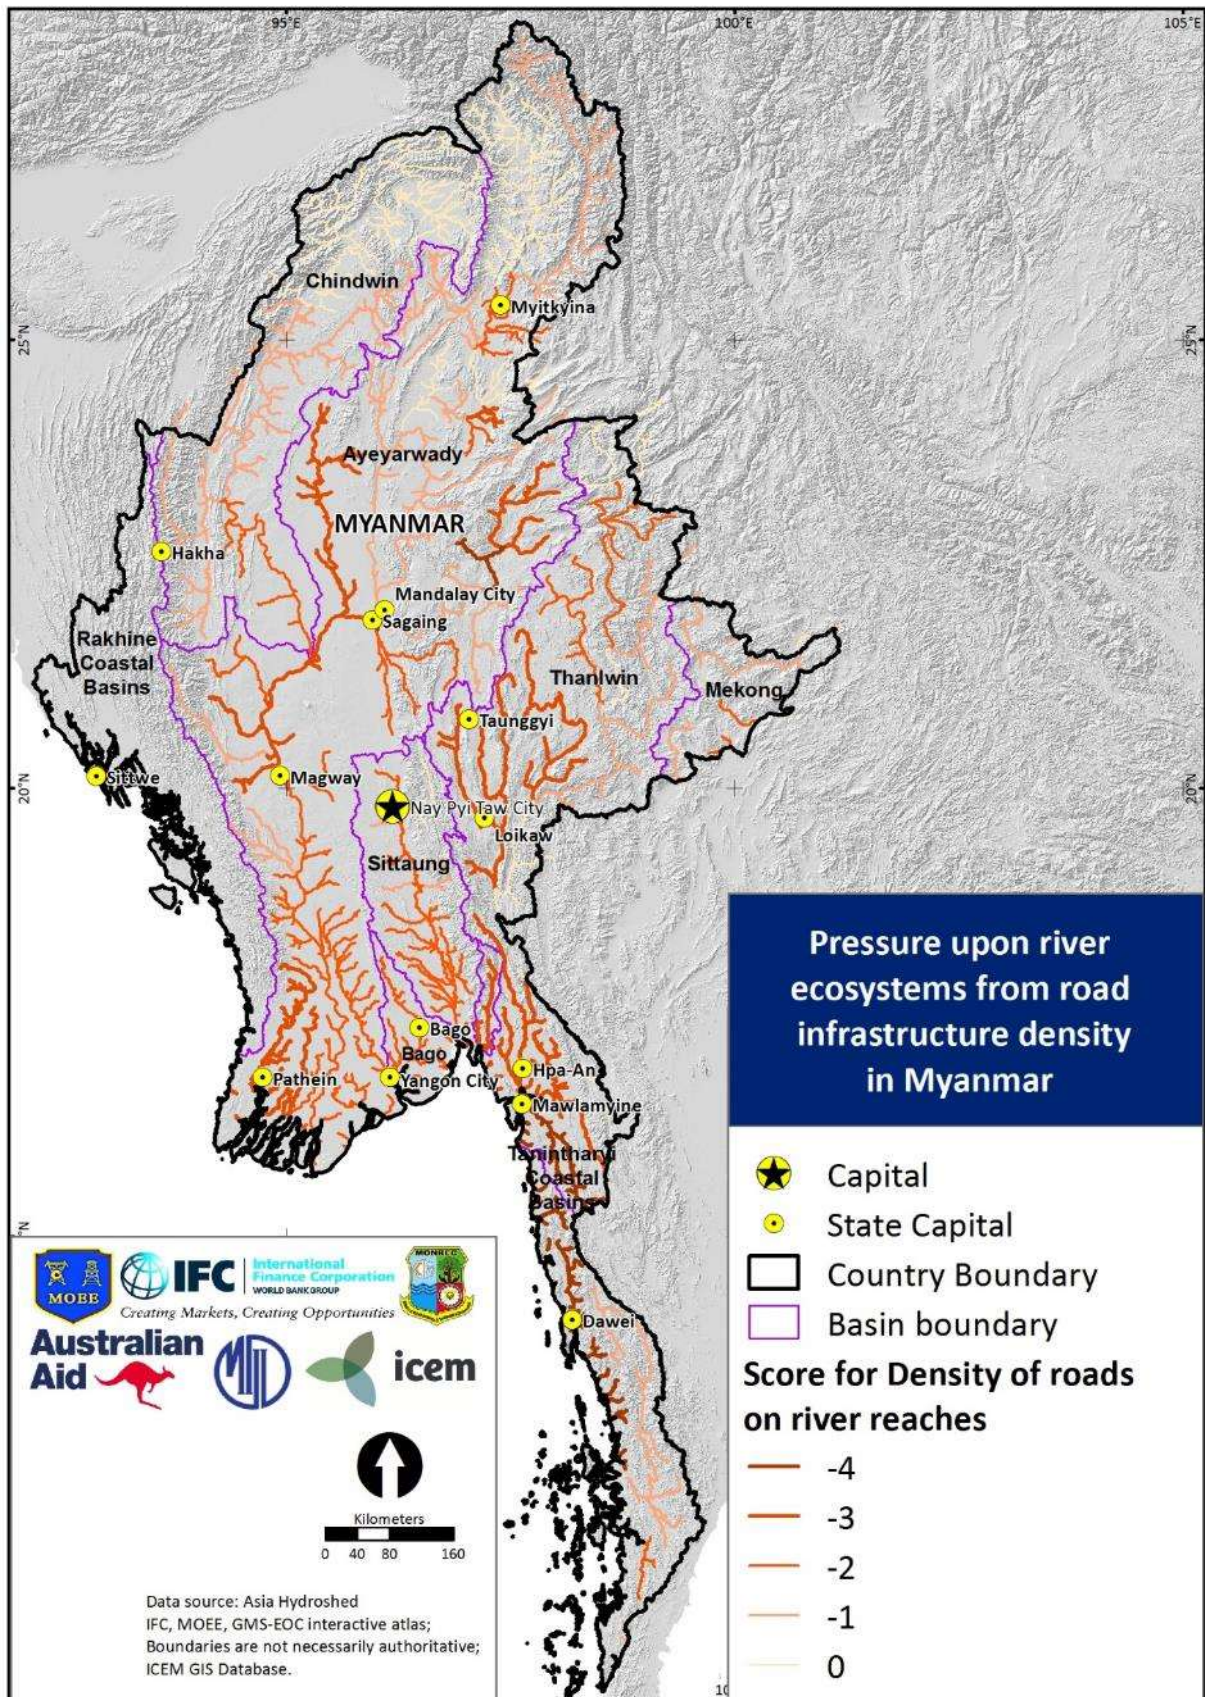 95°E
100°E
105°E
25°N
25°N
20°N
20°N
°N
10
Chindwin
Myitkyina
Ayeyarwady
MYANMAR
Hakha
Mandalay City
Sagaing
Rakhine
Coastal
Basins
Thanlwin
Mekong
Taunggyi
Sittwe
Magway
Nay Pyi Taw City
Loikaw
Sittaung
Bago
Bago
Pathein
Yangon City
Hpa-An
Mawlamyine
Tanintharyi
Coastal
Basins
Dawei
Pressure upon river
ecosystems from road
infrastructure density
in Myanmar
Capital
State Capital
Country Boundary
Basin boundary
Score for Density of roads
on river reaches
-4
-3
-2
-1
0
MOEE
IFC
International
Finance Corporation
WORLD BANK GROUP
Creating Markets, Creating Opportunities
MONREC
Australian
Aid
icem
Kilometers
0 40 80 160
Data source: Asia Hydroshed
IFC, MOEE, GMS-EOC interactive atlas;
Boundaries are not necessarily authoritative;
ICEM GIS Database.